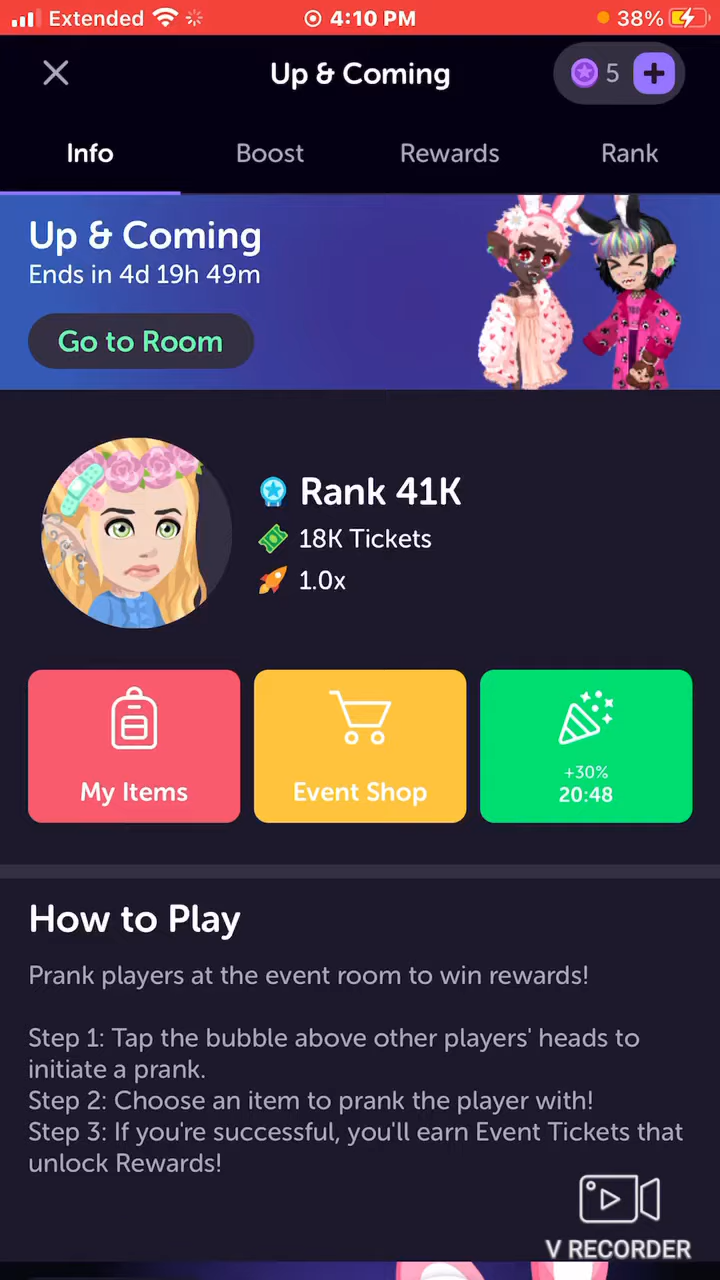 Extended 4:10 PM 38%
Up & Coming 5
Info Boost Rewards Rank
Up & Coming
Ends in 4d 19h 49m
Go to Room
Rank 41K
18K Tickets
1.0x
My Items
Event Shop
+30%
20:48
How to Play
Prank players at the event room to win rewards!
Step 1: Tap the bubble above other players' heads to
initiate a prank.
Step 2: Choose an item to prank the player with!
Step 3: If you're successful, you'll earn Event Tickets that
unlock Rewards!
V RECORDER